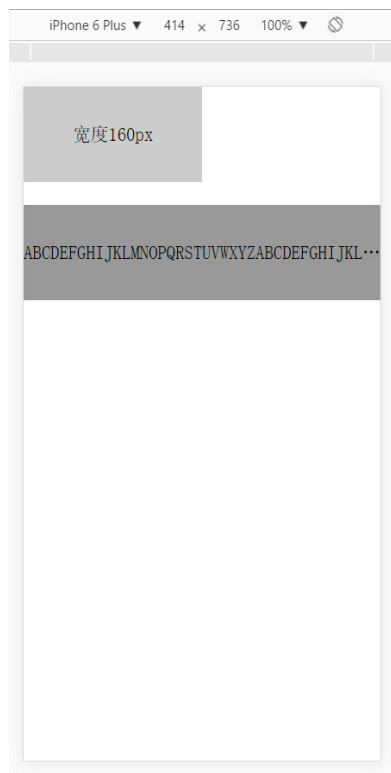 iPhone 6 Plus ▼ 414 × 736 100% ▼
宽度160px
ABCDEFGHIJKLMNOPQRSTUVWXYZABCDEFGHIJKL…